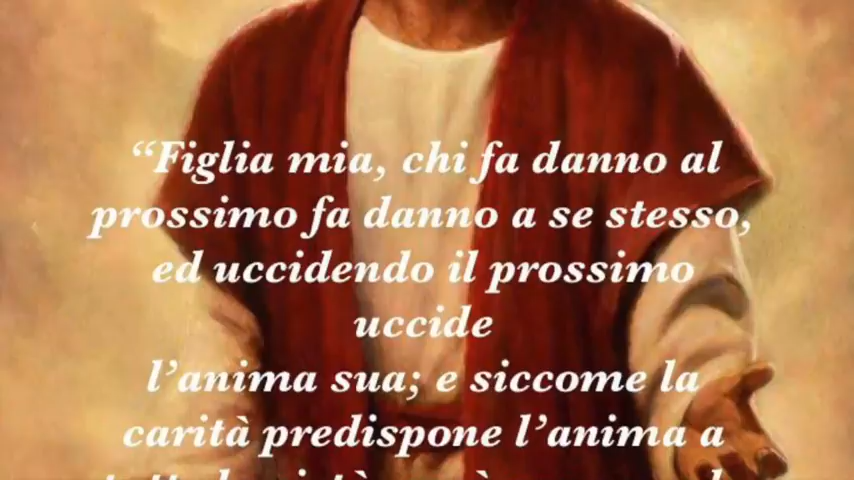 “Figlia mia, chi fa danno al
prossimo fa danno a se stesso,
ed uccidendo il prossimo
uccide
l’anima sua; e siccome la
carità predispone l’anima a